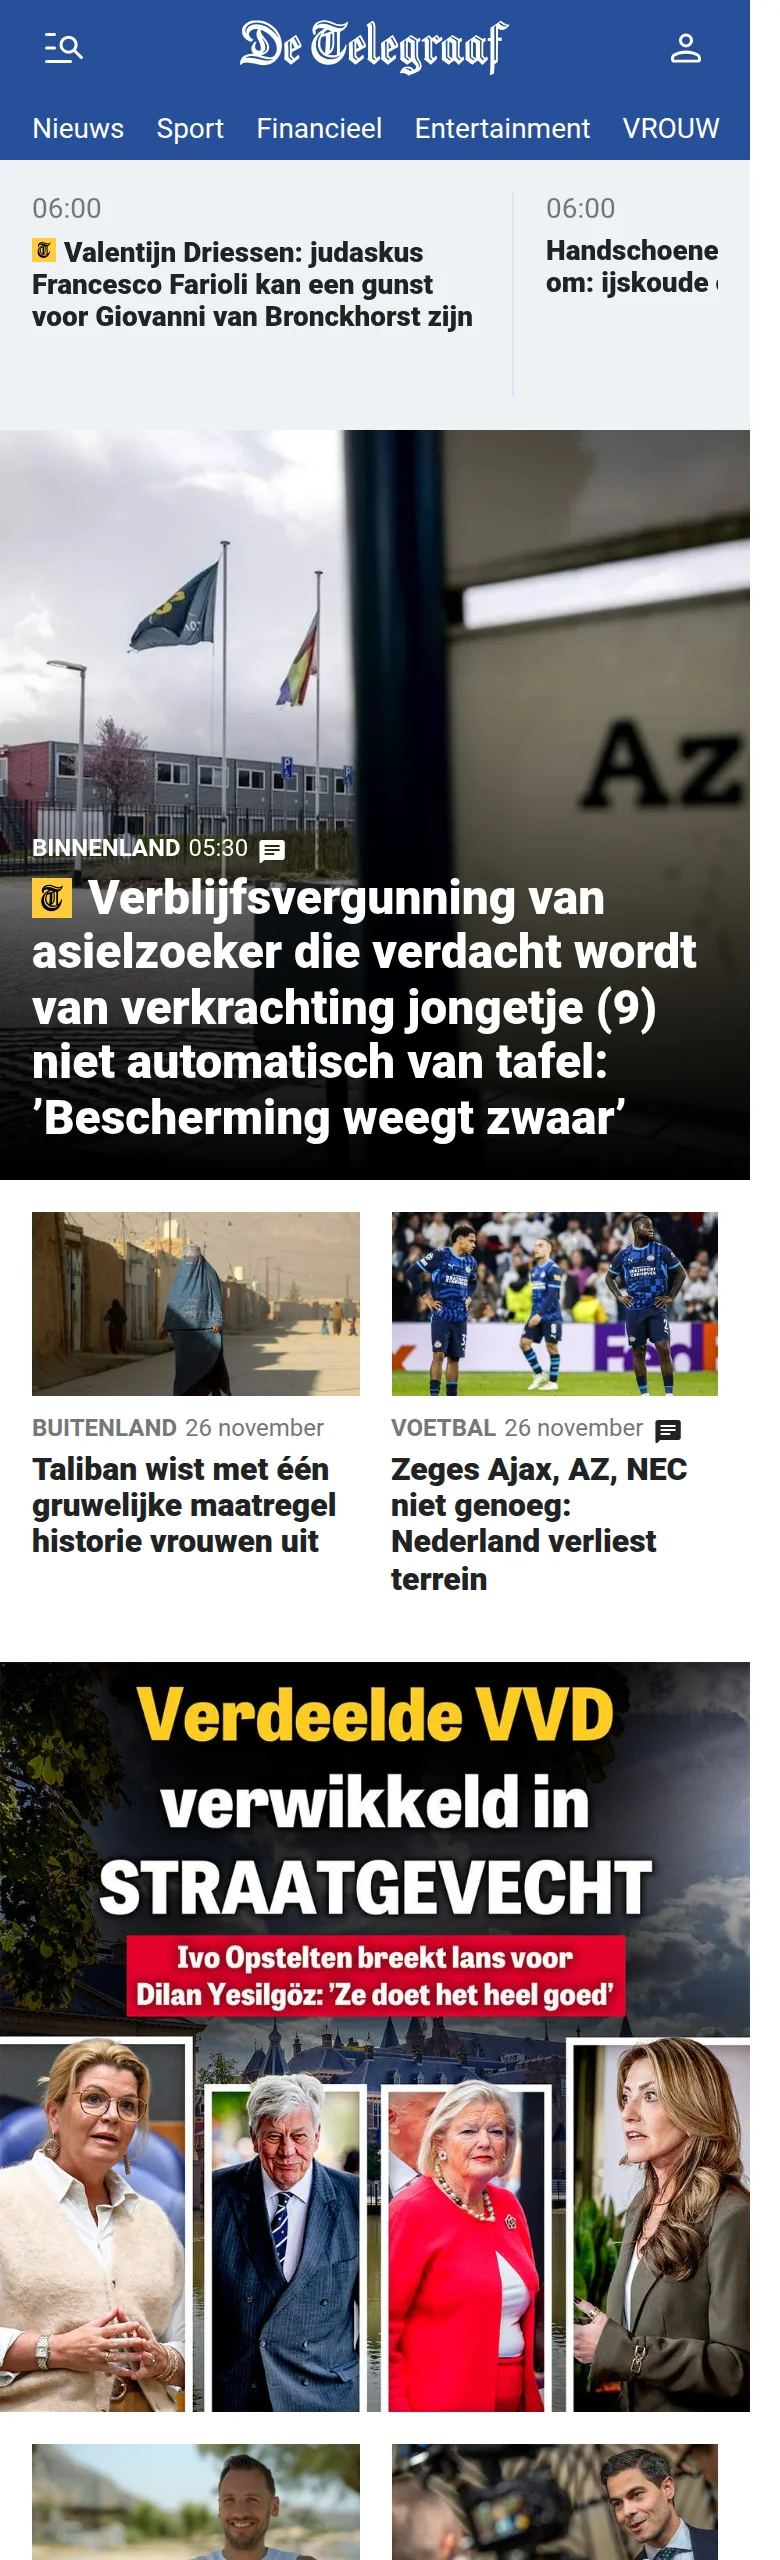 De Telegraaf
Nieuws Sport Financieel Entertainment VROUW
06:00
Valentijn Driessen: judaskus
Francesco Farioli kan een gunst
voor Giovanni van Bronckhorst zijn
06:00
Handschoene
om: ijskoude
Az
BINNENLAND 05:30
Verblijfsvergunning van
asielzoeker die verdacht wordt
van verkrachting jongetje (9)
niet automatisch van tafel:
’Bescherming weegt zwaar’
FedE
BUITENLAND 26 november
Taliban wist met één
gruwelijke maatregel
historie vrouwen uit
VOETBAL 26 november
Zeges Ajax, AZ, NEC
niet genoeg:
Nederland verliest
terrein
Verdeelde VVD
verwikkeld in
STRAATGEVECHT
Ivo Opstelten breekt lans voor
Dilan Yesilgöz: ’Ze doet het heel goed’